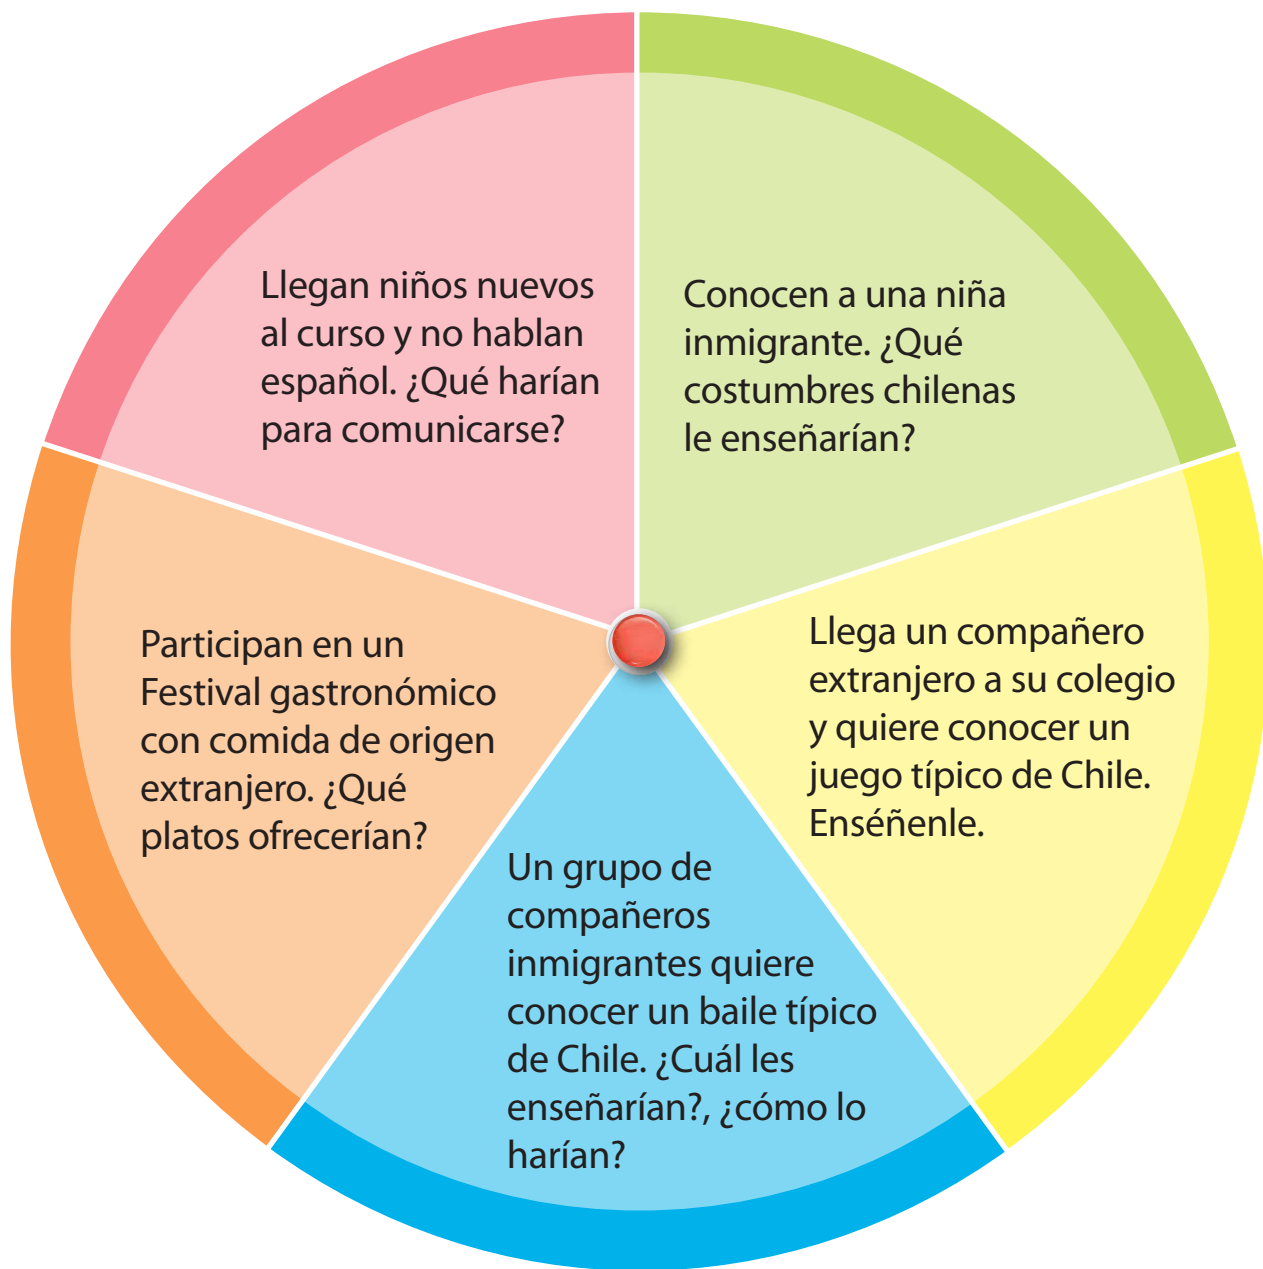 Llegan niños nuevos
al curso y no hablan
español. ¿Qué harían
para comunicarse?
Conocen a una niña
inmigrante. ¿Qué
costumbres chilenas
le enseñarían?
Llega un compañero
extranjero a su colegio
y quiere conocer un
juego típico de Chile.
Enséñenle.
Un grupo de
compañeros
inmigrantes quiere
conocer un baile típico
de Chile. ¿Cuál les
enseñarían?, ¿cómo lo
harían?
Participan en un
Festival gastronómico
con comida de origen
extranjero. ¿Qué
platos ofrecerían?